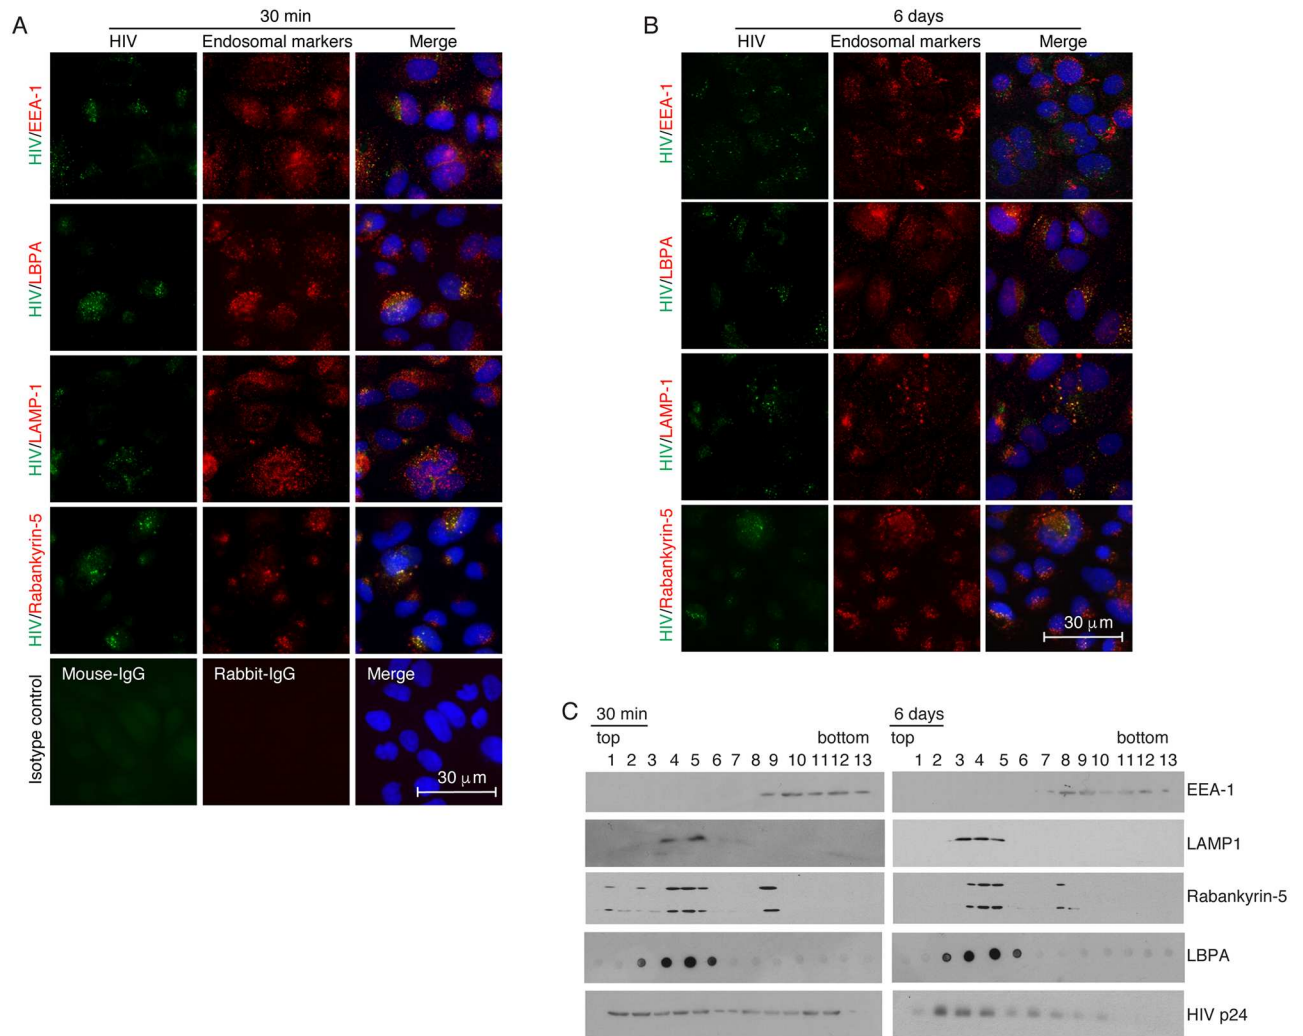 A
30 min
HIV Endosomal markers Merge
HIV/EEA-1
HIV/LBPA
HIV/LAMP-1
HIV/Rabankyrin-5
Isotype control
Mouse-IgG Rabbit-IgG Merge
30 μm
B
6 days
HIV Endosomal markers Merge
HIV/EEA-1
HIV/LBPA
HIV/LAMP-1
HIV/Rabankyrin-5
30 μm
C
30 min
top bottom
1 2 3 4 5 6 7 8 9 10 11 12 13
6 days
top bottom
1 2 3 4 5 6 7 8 9 10 11 12 13
EEA-1
LAMP1
Rabankyrin-5
LBPA
HIV p24